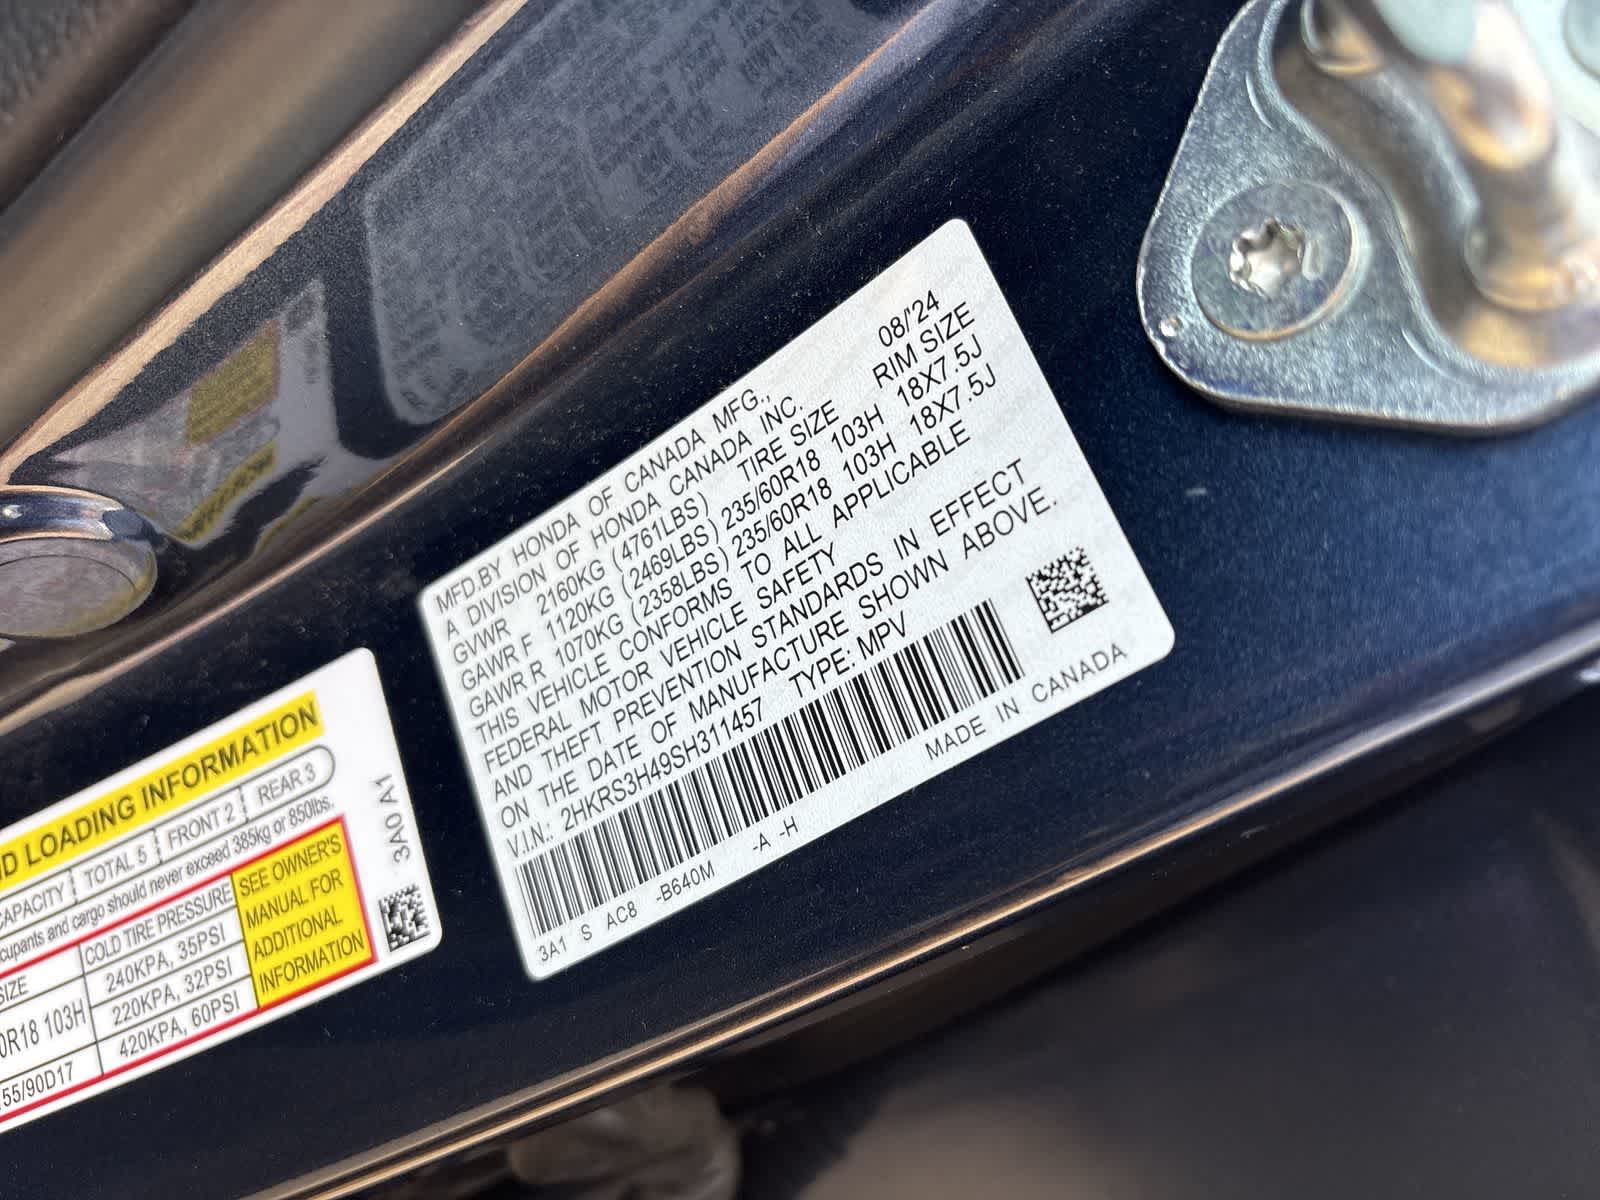 MFD.BY HONDA OF CANADA MFG., 08/'24
A DIVISION OF HONDA CANADA INC.
GVWR 2160KG (4761LBS) TIRE SIZE RIM SIZE
GAWR F 1120KG (2469LBS) 235/60R18 103H 18X7.5J
GAWR R 1070KG (2358LBS) 235/60R18 103H 18X7.5J
THIS VEHICLE CONFORMS TO ALL APPLICABLE
FEDERAL MOTOR VEHICLE SAFETY
AND THEFT PREVENTION STANDARDS IN EFFECT
ON THE DATE OF MANUFACTURE SHOWN ABOVE.
V.I.N.: 2HKRS3H49SH311457 TYPE: MPV
3A1 S AC8 -B640M -A -H MADE IN CANADA
LOADING INFORMATION
CAPACITY TOTAL 5 FRONT 2 REAR 3
and cargo should never exceed 385kg or 850lbs.
SIZE COLD TIRE PRESSURE
R18 103H 240KPA, 35PSI
220KPA, 32PSI
55/90D17 420KPA, 60PSI
SEE OWNER'S
MANUAL FOR
ADDITIONAL
INFORMATION
3A0 A1